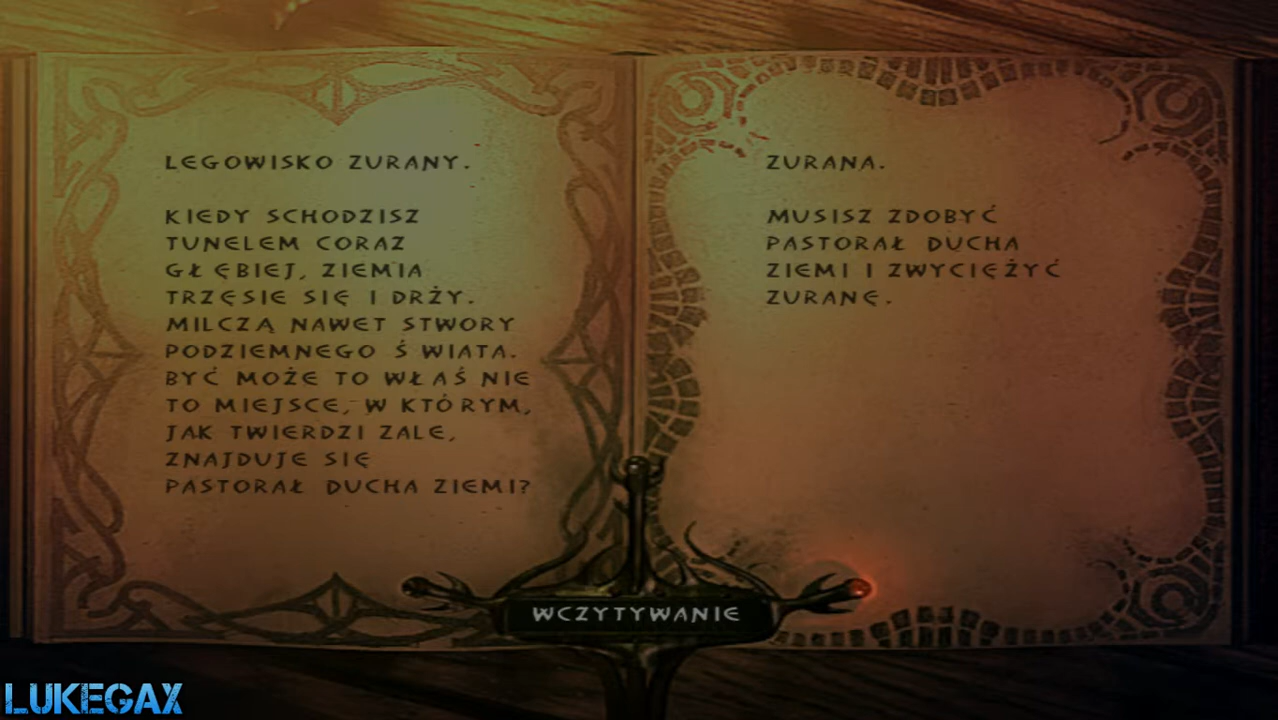 LEGOWISKO ZURANY.
KIEDY SCHODZISZ
TUNELEM CORAZ
GŁĘBIEJ, ZIEMIA
TRZĘSIE SIĘ I DRŻY.
MILCZĄ NAWET STWORY
PODZIEMNEGO ŚWIATA.
BYĆ MOŻE TO WŁAŚNIE
TO MIEJSCE, W KTÓRYM,
JAK TWIERDZI ZALE,
ZNAJDUJE SIĘ
PASTORAŁ DUCHA ZIEMI?
ZURANA.
MUSISZ ZDOBYĆ
PASTORAŁ DUCHA
ZIEMI I ZWYCIĘŻYĆ
ZURANĘ.
WCZYTYWANIE
LUKEGAX